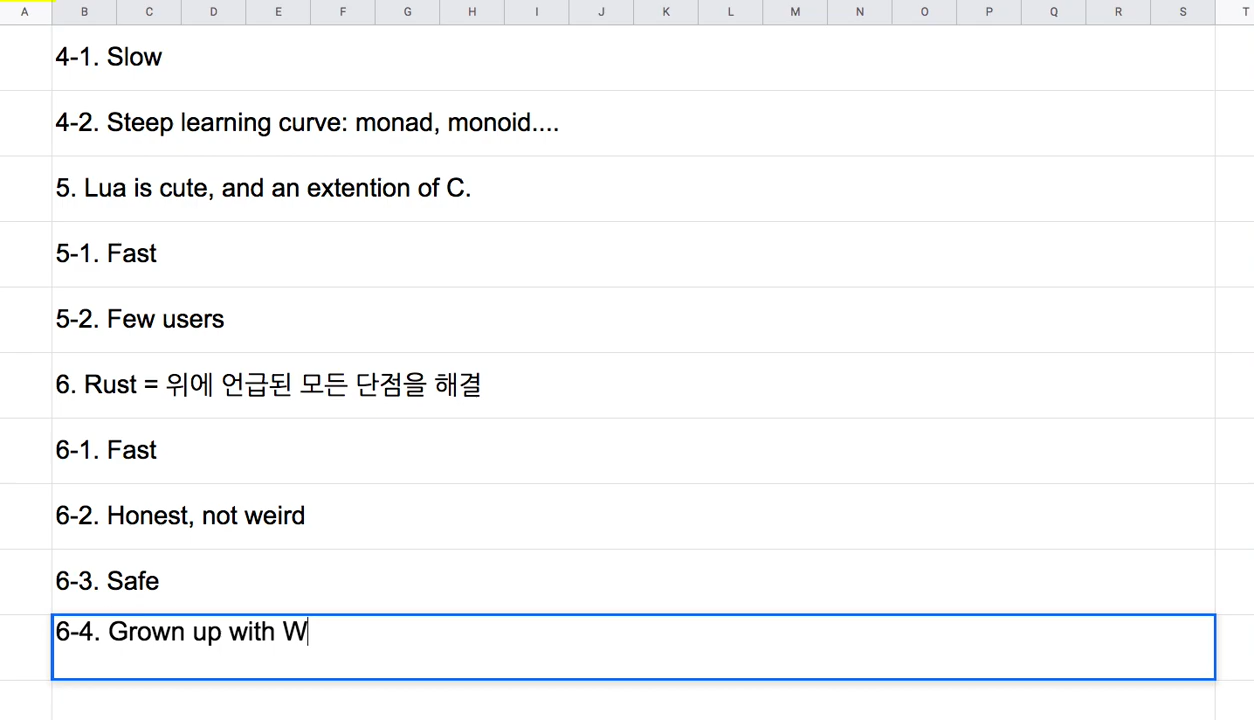 A B C D E F G H I J K L M N O P Q R S T
4-1. Slow
4-2. Steep learning curve: monad, monoid....
5. Lua is cute, and an extention of C.
5-1. Fast
5-2. Few users
6. Rust = 위에 언급된 모든 단점을 해결
6-1. Fast
6-2. Honest, not weird
6-3. Safe
6-4. Grown up with W